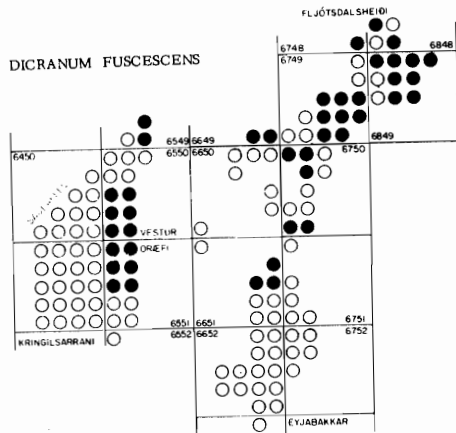 FLJÓTSDALSHEIÐI
6748 6848
6749
DICRANUM FUSCESCENS
6549 6649 6849
6450 6550 6650 6750
VESTUR
ÖRÆFI
6551 6651 6751
KRINGILSÁRRANI 6552 6652 6752
EYJABAKKAR